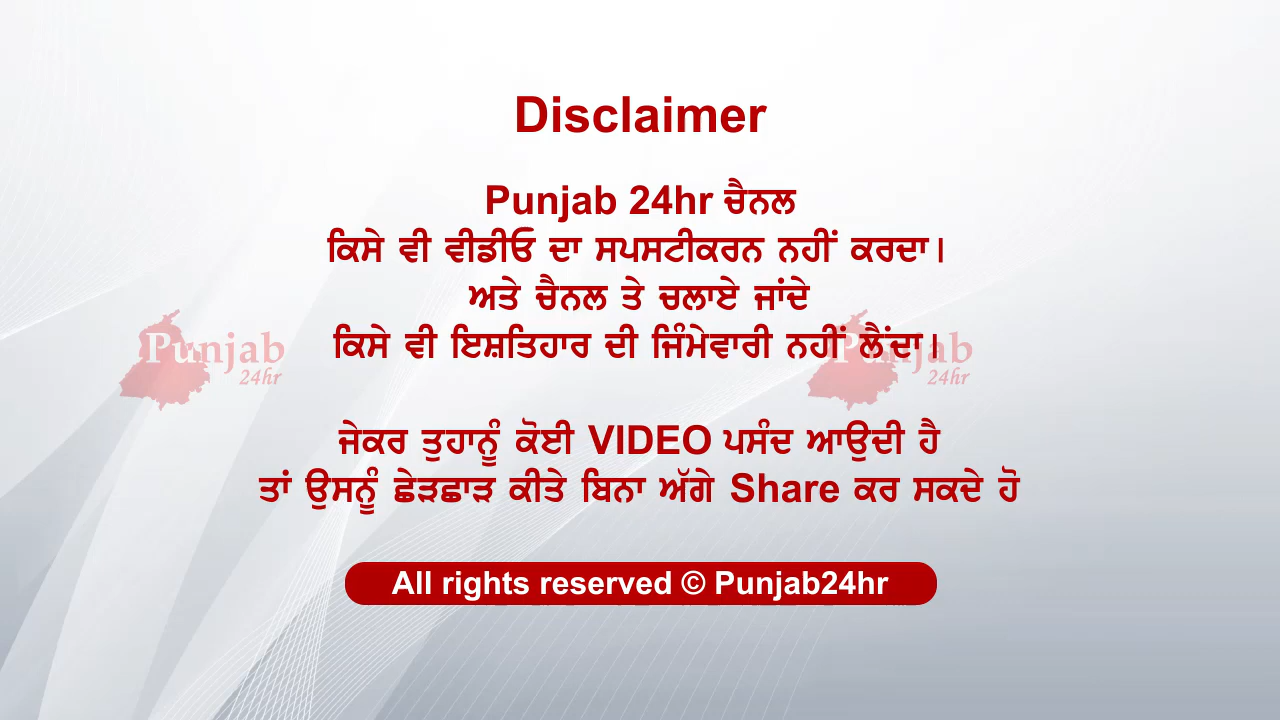 Disclaimer
Punjab 24hr ਚੈਨਲ
ਕਿਸੇ ਵੀ ਵੀਡੀਓ ਦਾ ਸਪਸਟੀਕਰਨ ਨਹੀਂ ਕਰਦਾ।
ਅਤੇ ਚੈਨਲ ਤੇ ਚਲਾਏ ਜਾਂਦੇ
ਕਿਸੇ ਵੀ ਇਸ਼ਤਿਹਾਰ ਦੀ ਜਿੰਮੇਵਾਰੀ ਨਹੀਂ ਲੈਂਦਾ।
Punjab
24hr
Punjab
24hr
ਜੇਕਰ ਤੁਹਾਨੂੰ ਕੋਈ VIDEO ਪਸੰਦ ਆਉਦੀ ਹੈ
ਤਾਂ ਉਸਨੂੰ ਛੇੜਛਾੜ ਕੀਤੇ ਬਿਨਾ ਅੱਗੇ Share ਕਰ ਸਕਦੇ ਹੋ
All rights reserved © Punjab24hr